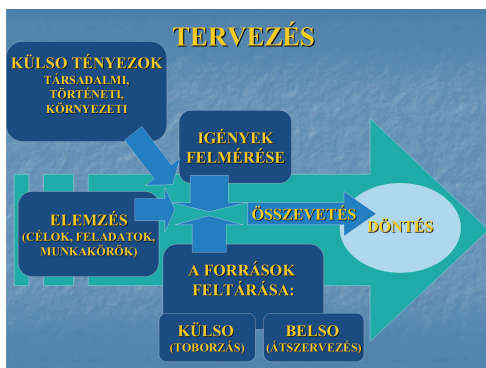 TERVEZÉS
KÜLSO TÉNYEZOK
TÁRSADALMI,
TÖRTÉNETI,
KÖRNYEZETI
IGÉNYEK
FELMÉRÉSE
ELEMZÉS
(CÉLOK, FELADATOK,
MUNKAKÖRÖK)
ÖSSZEVETÉS
DÖNTÉS
A FORRÁSOK
FELTÁRÁSA:
KÜLSO
(TOBORZÁS)
BELSO
(ÁTSZERVEZÉS)